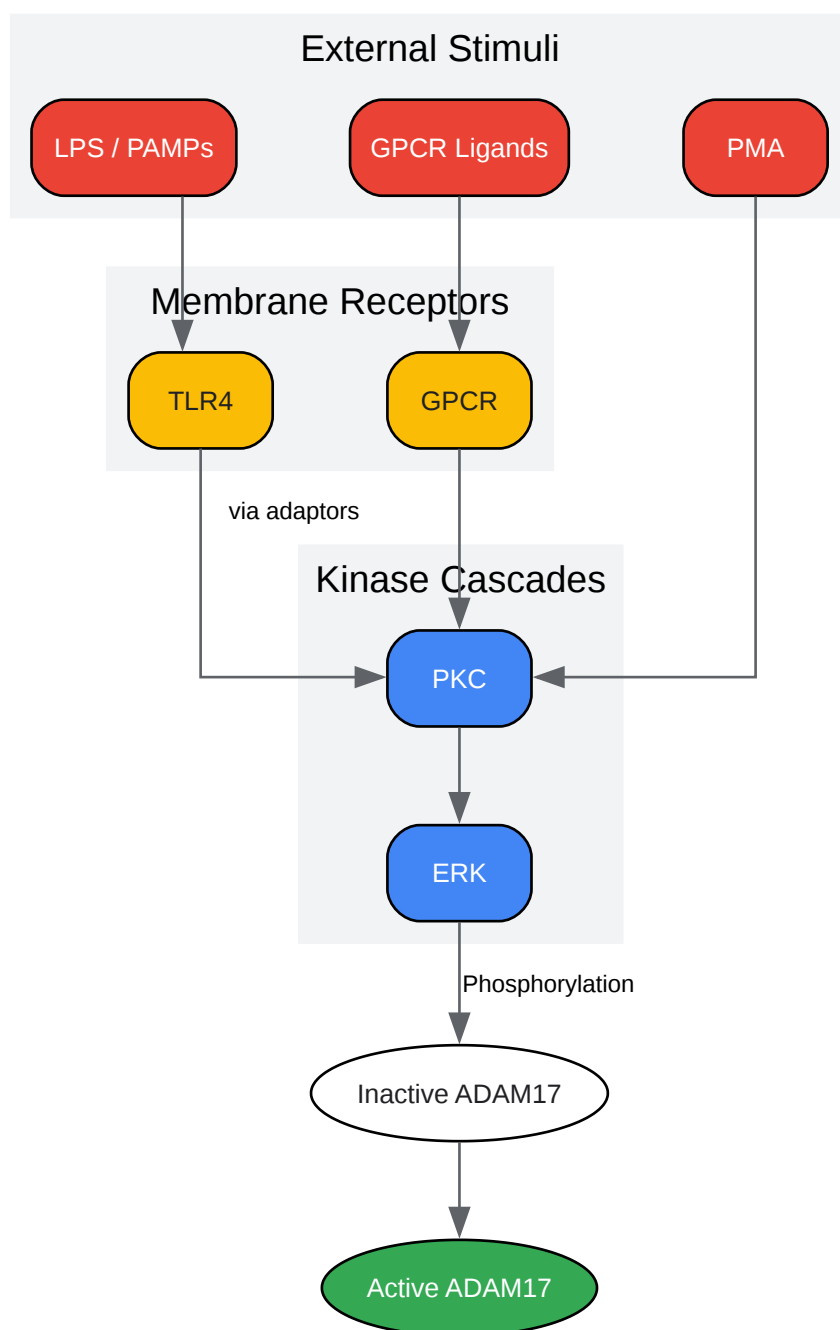 External Stimuli
LPS / PAMPs
GPCR Ligands
PMA
Membrane Receptors
TLR4
GPCR
via adaptors
Kinase Cascades
PKC
ERK
Phosphorylation
Inactive ADAM17
Active ADAM17